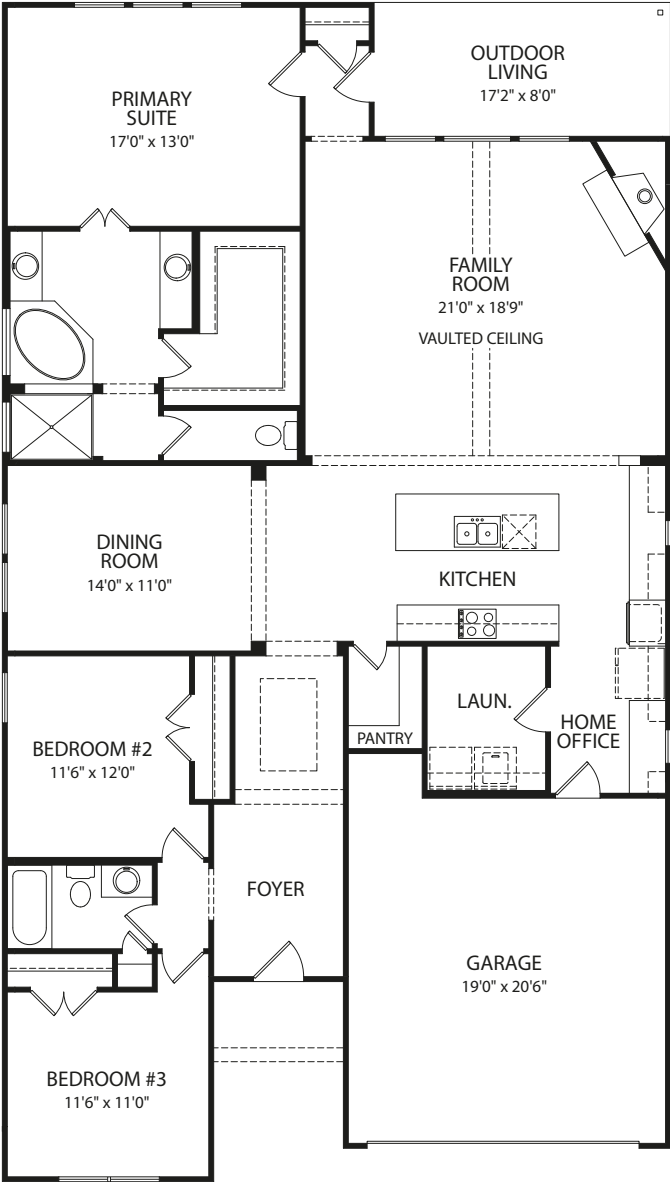 OUTDOOR
LIVING
17'2" x 8'0"
PRIMARY
SUITE
17'0" x 13'0"
FAMILY
ROOM
21'0" x 18'9"
VAULTED CEILING
DINING
ROOM
14'0" x 11'0"
KITCHEN
LAUN.
PANTRY
HOME
OFFICE
BEDROOM #2
11'6" x 12'0"
FOYER
GARAGE
19'0" x 20'6"
BEDROOM #3
11'6" x 11'0"